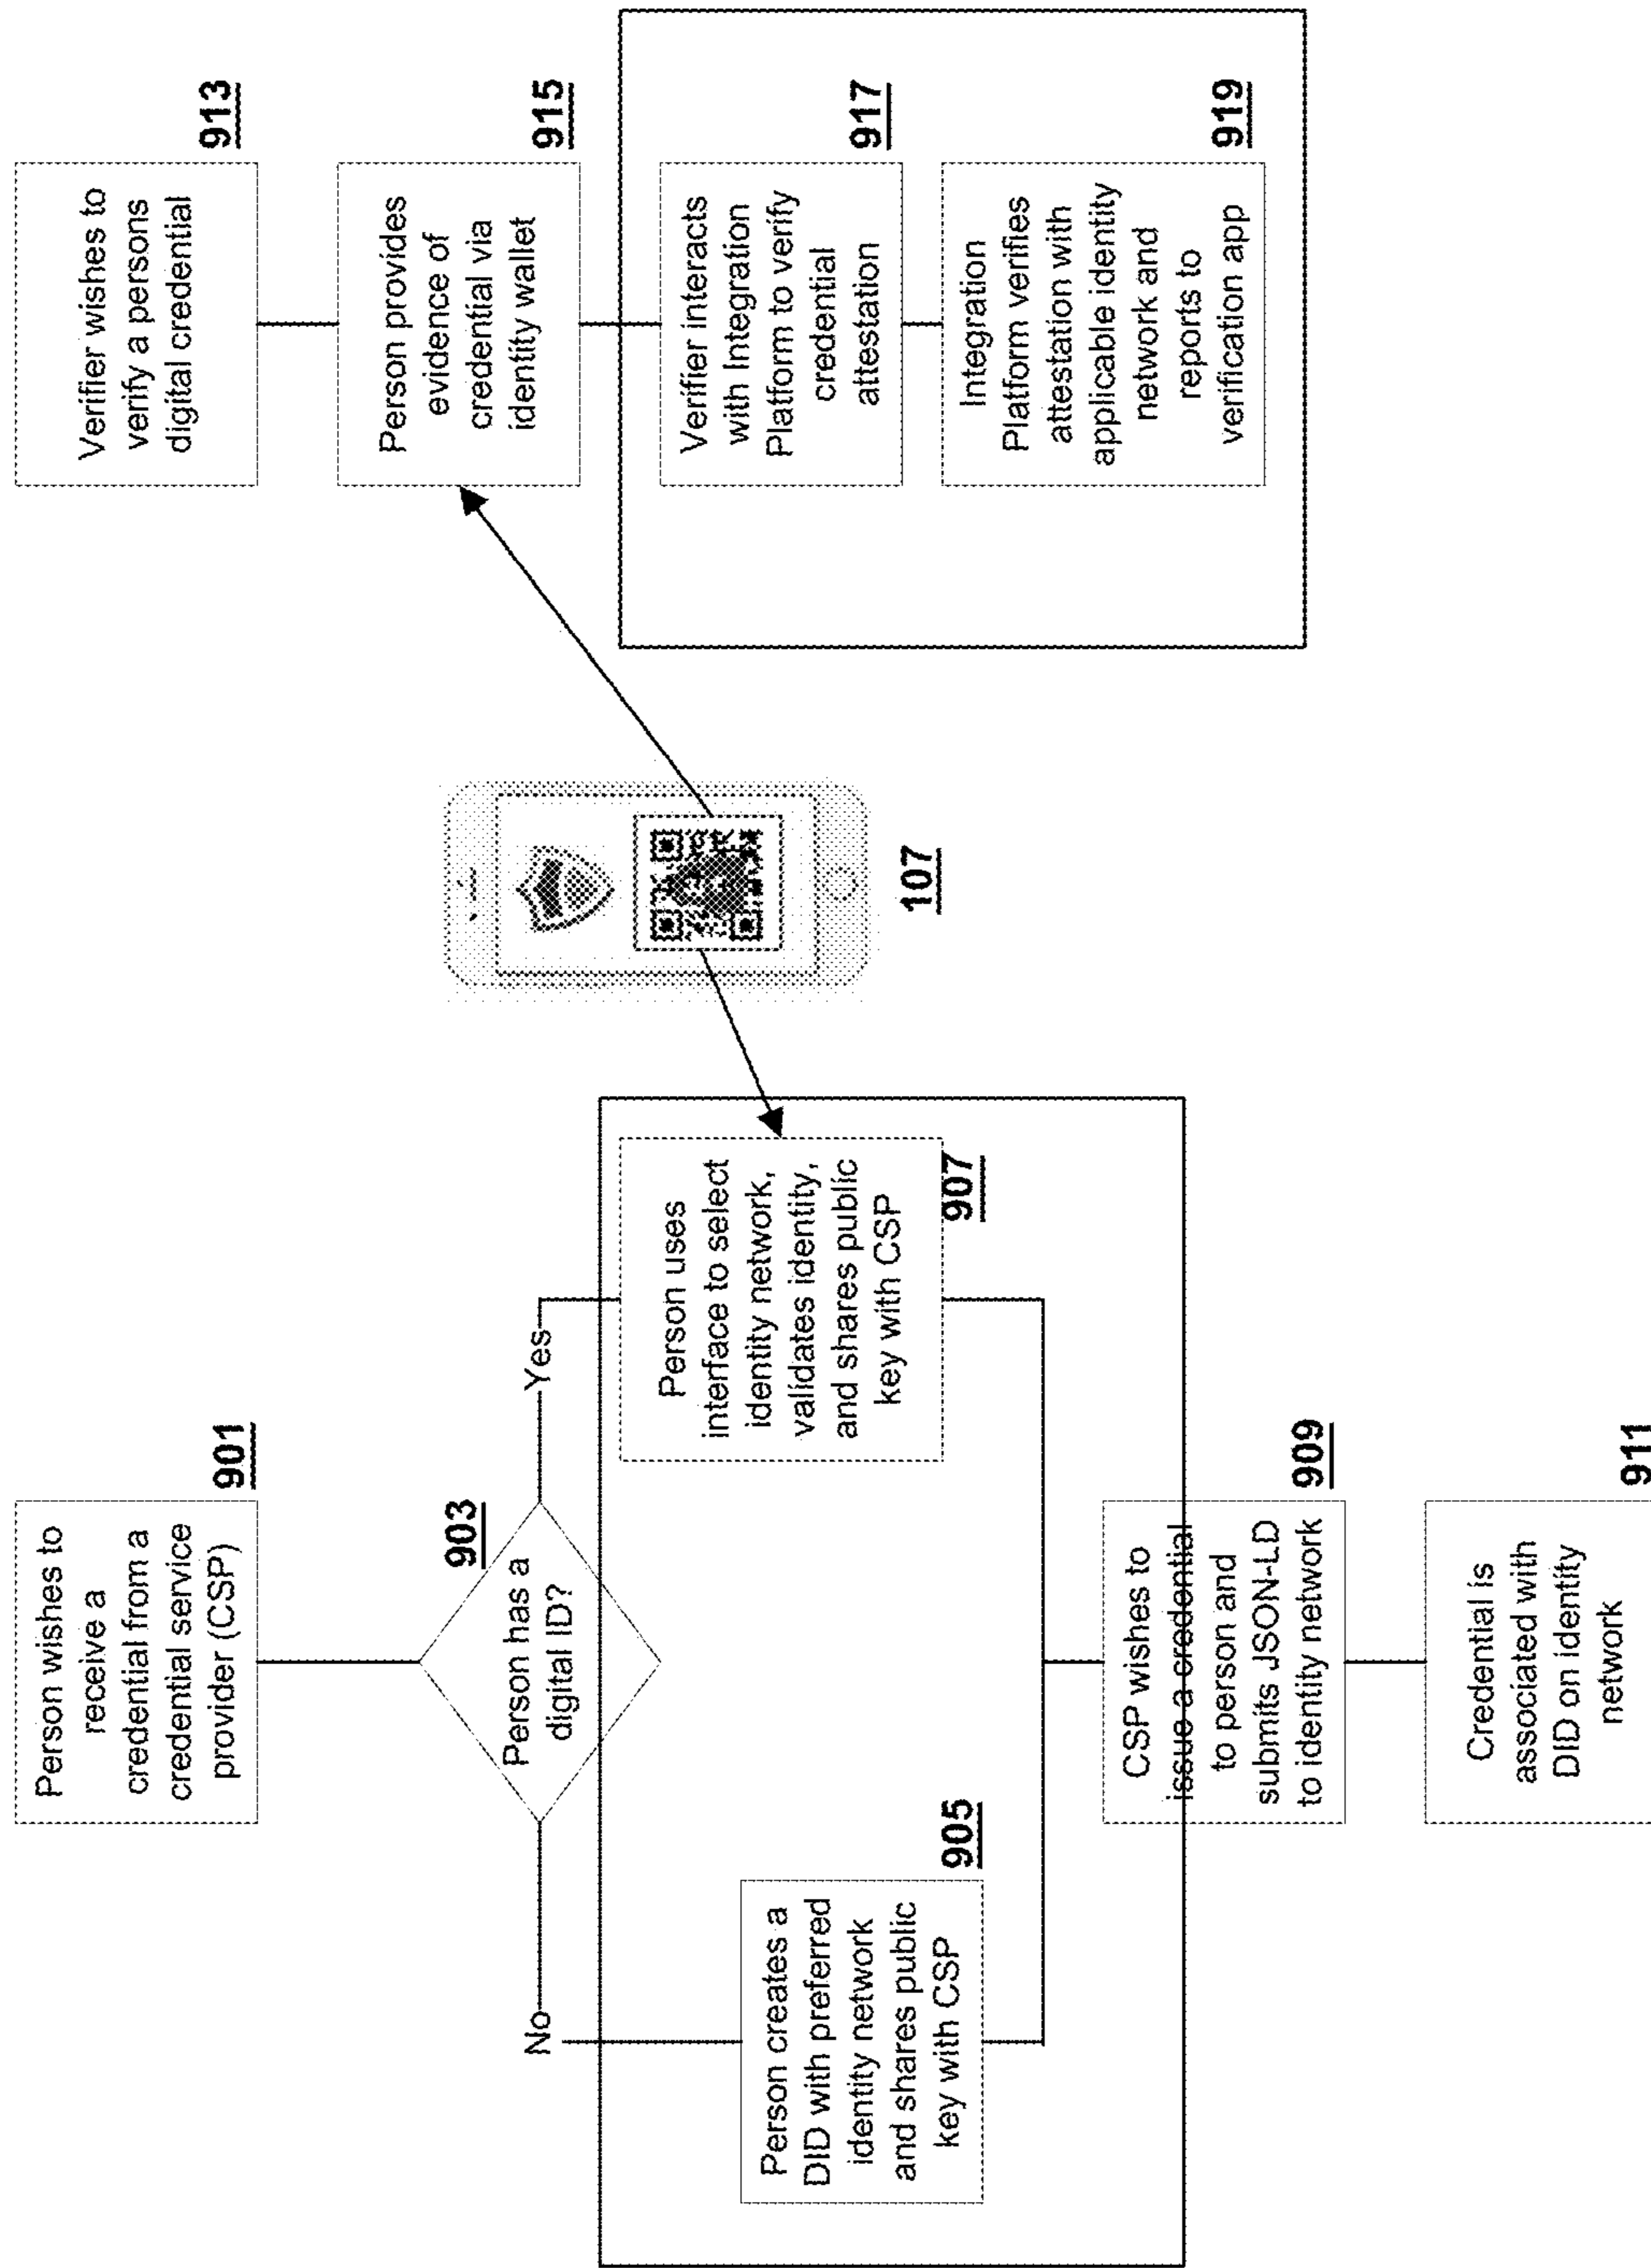 Person wishes to
receive a
credential from a
credential service
provider (CSP)
901
Person has a
digital ID?
903
No
Yes
Person creates a
DID with preferred
identity network
and shares public
key with CSP
905
Person uses
interface to select
identity network,
validates identity,
and shares public
key with CSP
907
CSP wishes to
issue a credential
to person and
submits JSON-LD
to identity network
909
Credential is
associated with
DID on identity
network
911
107
Verifier wishes to
verify a persons
digital credential
913
Person provides
evidence of
credential via
identity wallet
915
Verifier interacts
with Integration
Platform to verify
credential
attestation
917
Integration
Platform verifies
attestation with
applicable identity
network and
reports to
verification app
919